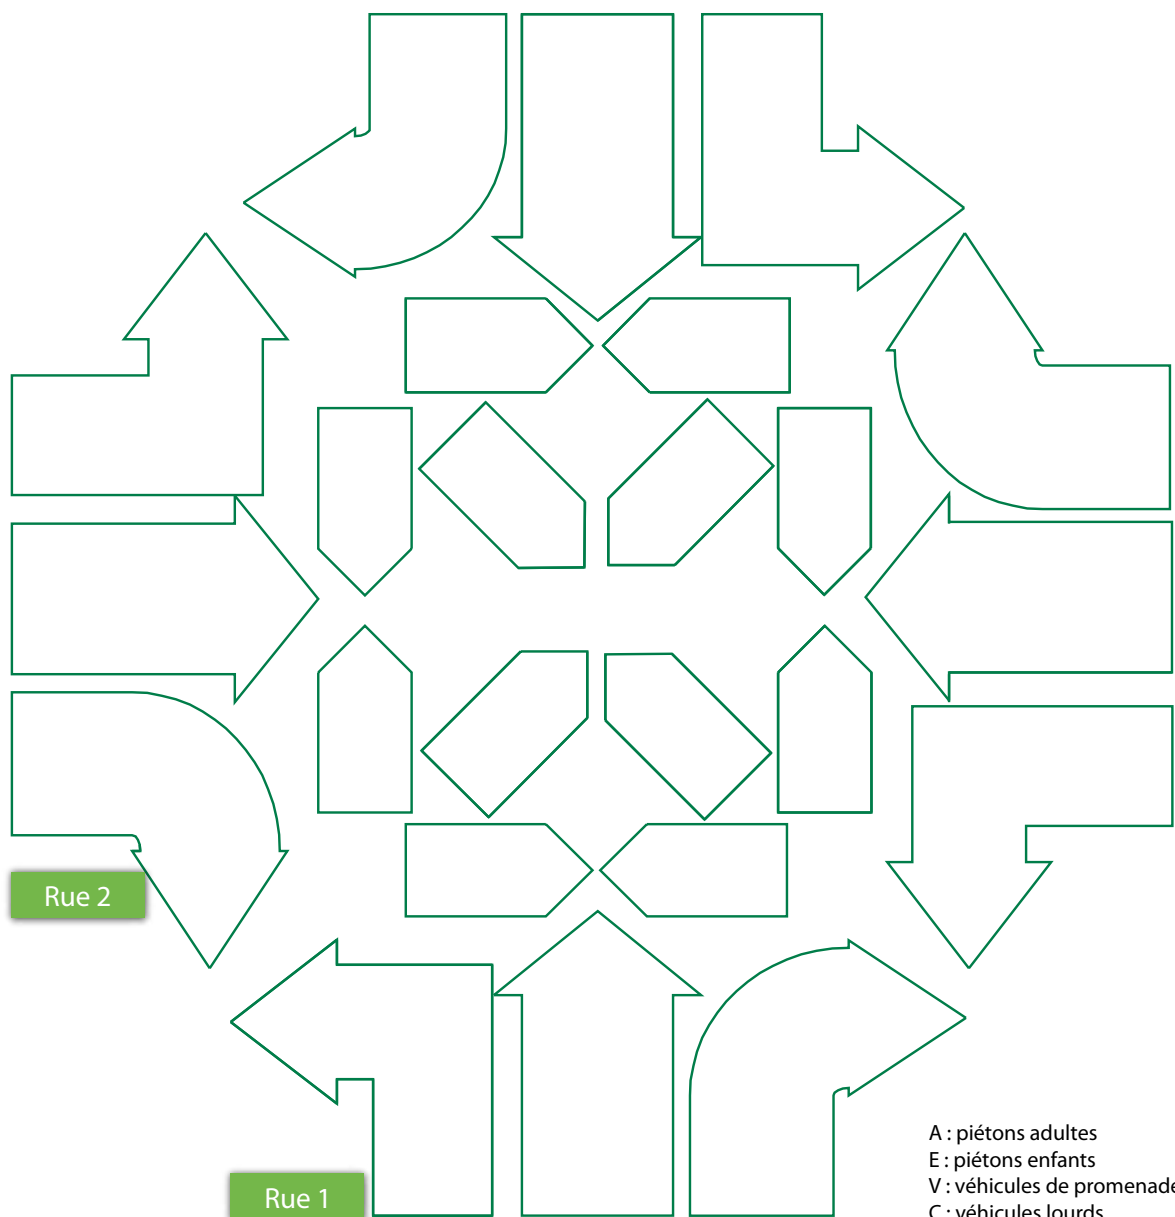 Rue 2
Rue 1
A : piétons adultes
E : piétons enfants
V : véhicules de promenade
C : véhicules lourds